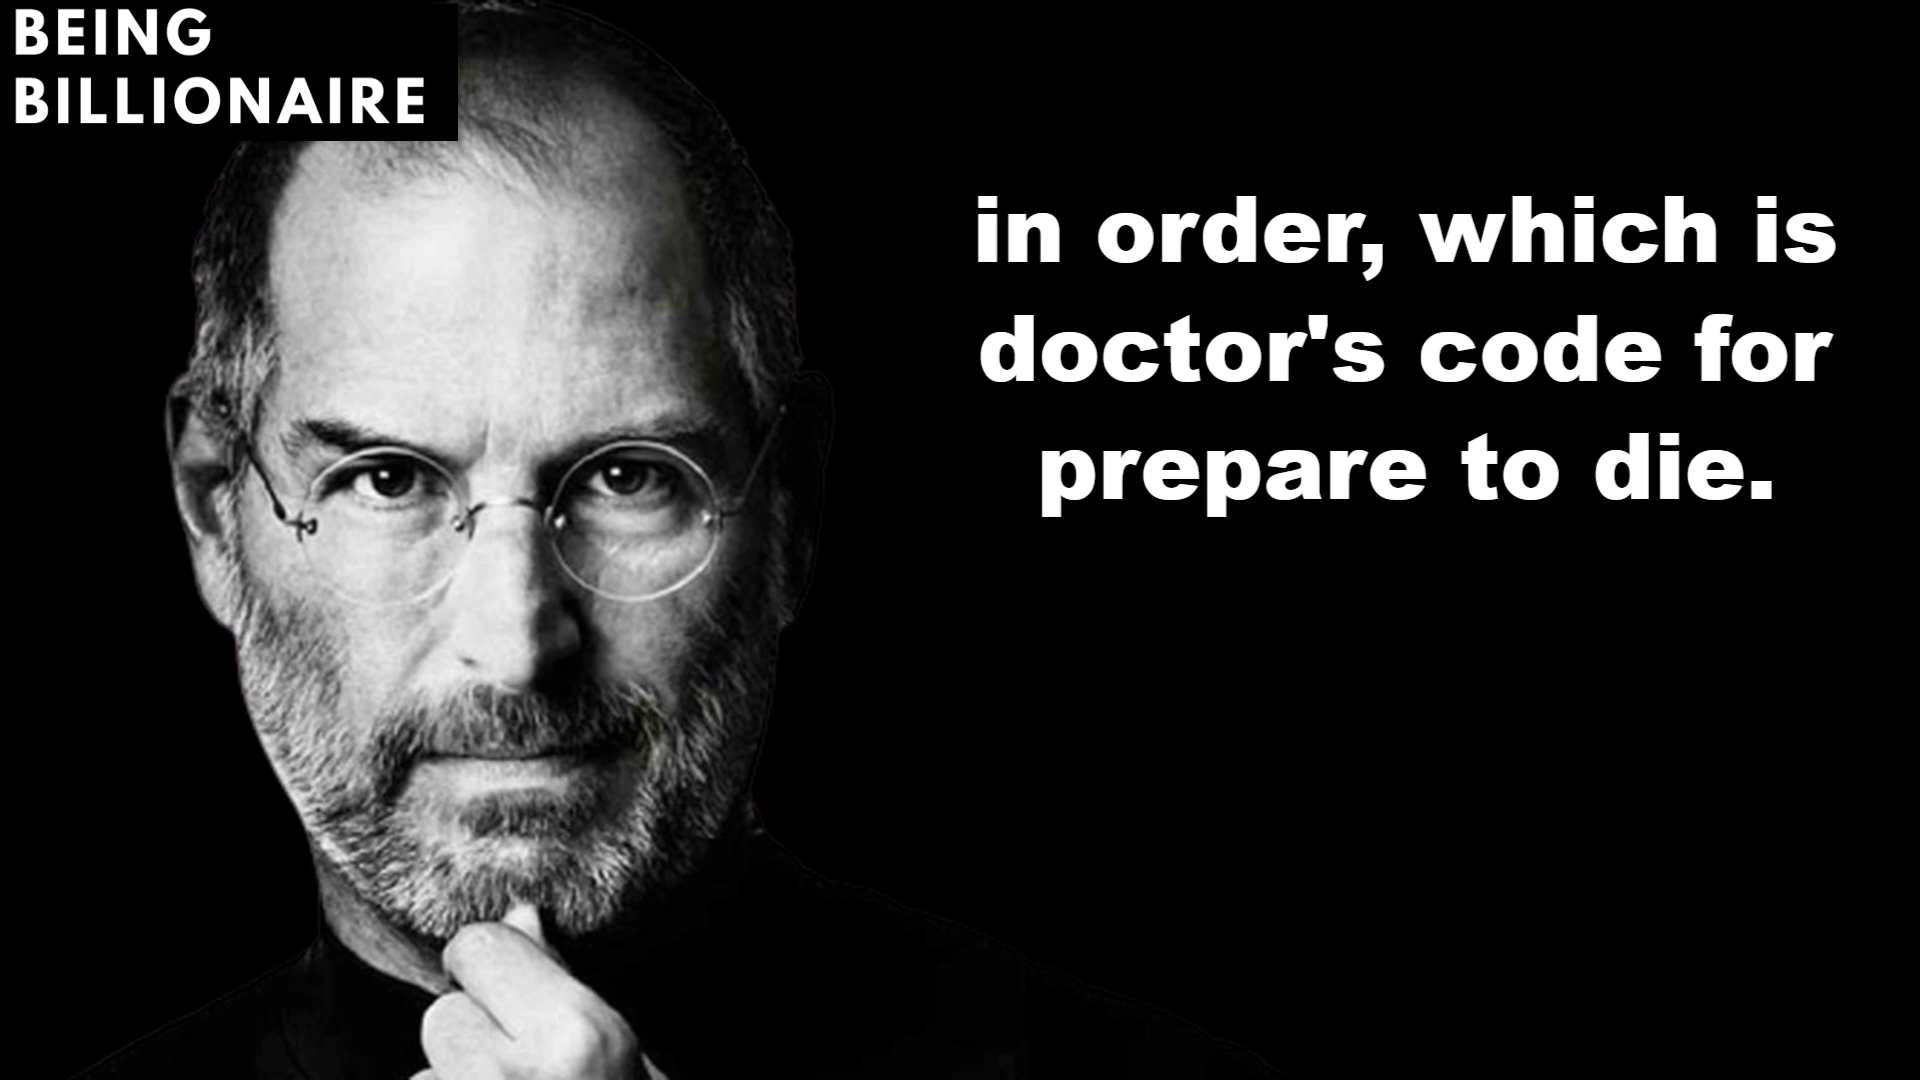 BEING
BILLIONAIRE
in order, which is
doctor's code for
prepare to die.